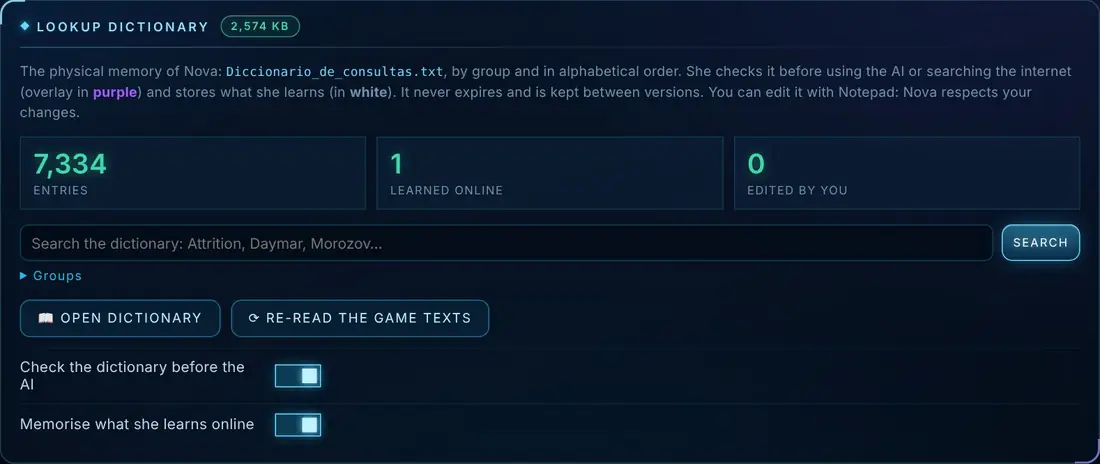 LOOKUP DICTIONARY 2,574 KB
The physical memory of Nova: Diccionario_de_consultas.txt, by group and in alphabetical order. She checks it before using the AI or searching the internet
(overlay in purple) and stores what she learns (in white). It never expires and is kept between versions. You can edit it with Notepad: Nova respects your
changes.
7,334 1 0
ENTRIES LEARNED ONLINE EDITED BY YOU
Search the dictionary: Attrition, Daymar, Morozov... SEARCH
Groups
OPEN DICTIONARY RE-READ THE GAME TEXTS
Check the dictionary before the
AI
Memorise what she learns online